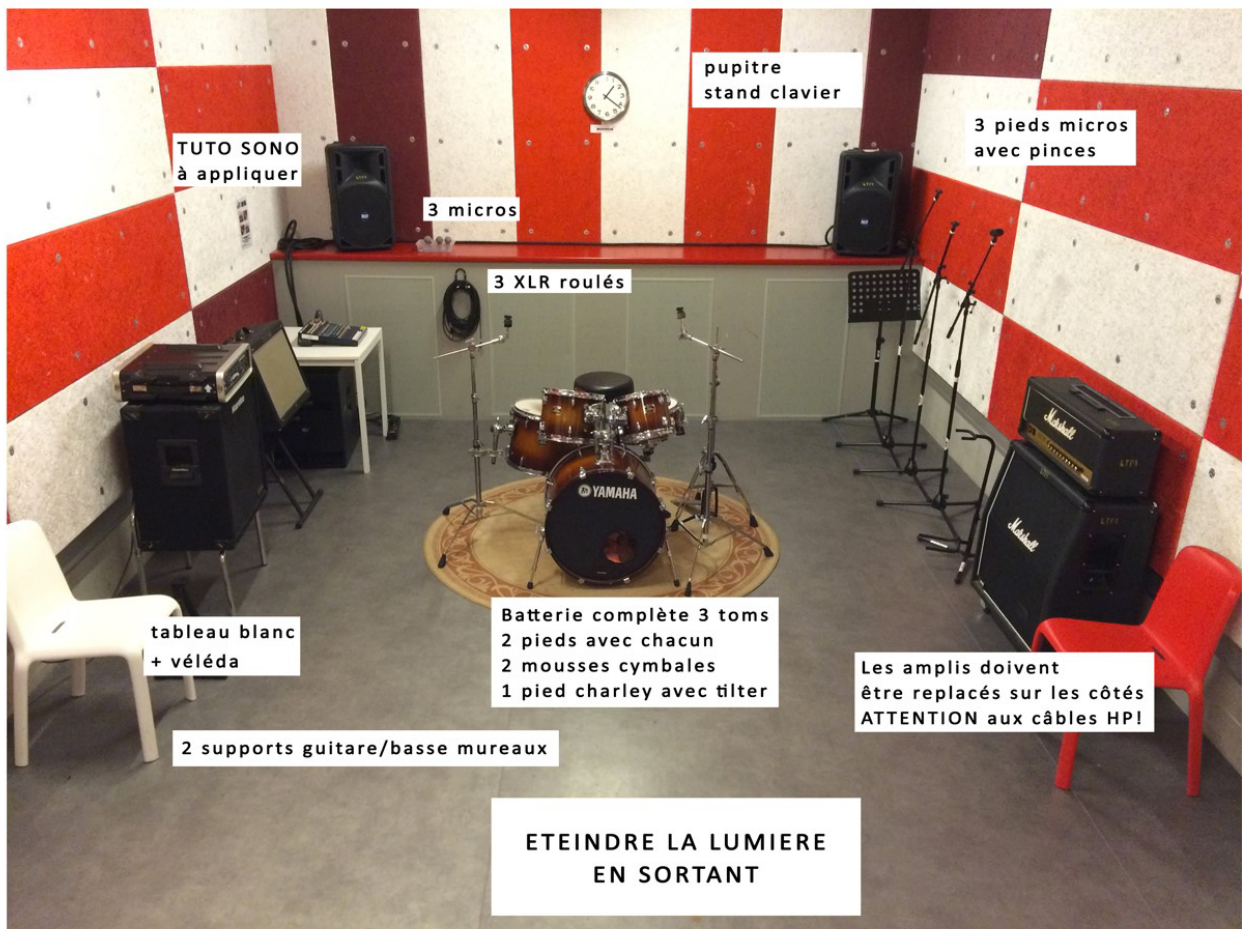 pupitre
stand clavier
3 pieds micros
avec pinces
TUTO SONO
à appliquer
3 micros
3 XLR roulés
YAMAHA
Marshall
Marshall
tableau blanc
+ véléda
Batterie complète 3 toms
2 pieds avec chacun
2 mousses cymbales
1 pied charley avec tilter
Les amplis doivent
être replacés sur les côtés
ATTENTION aux câbles HP!
2 supports guitare/basse mureaux
ETEINDRE LA LUMIERE
EN SORTANT